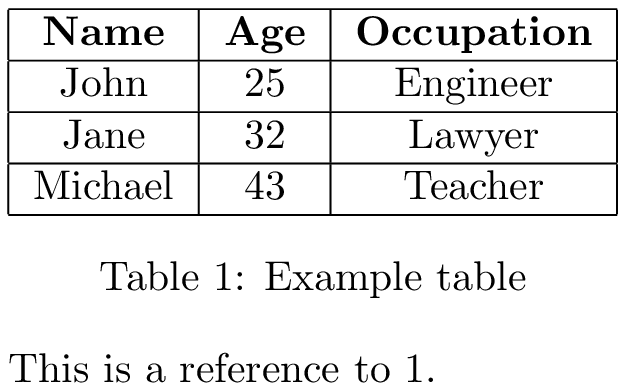 Name Age Occupation
John 25 Engineer
Jane 32 Lawyer
Michael 43 Teacher
Table 1: Example table
This is a reference to 1.